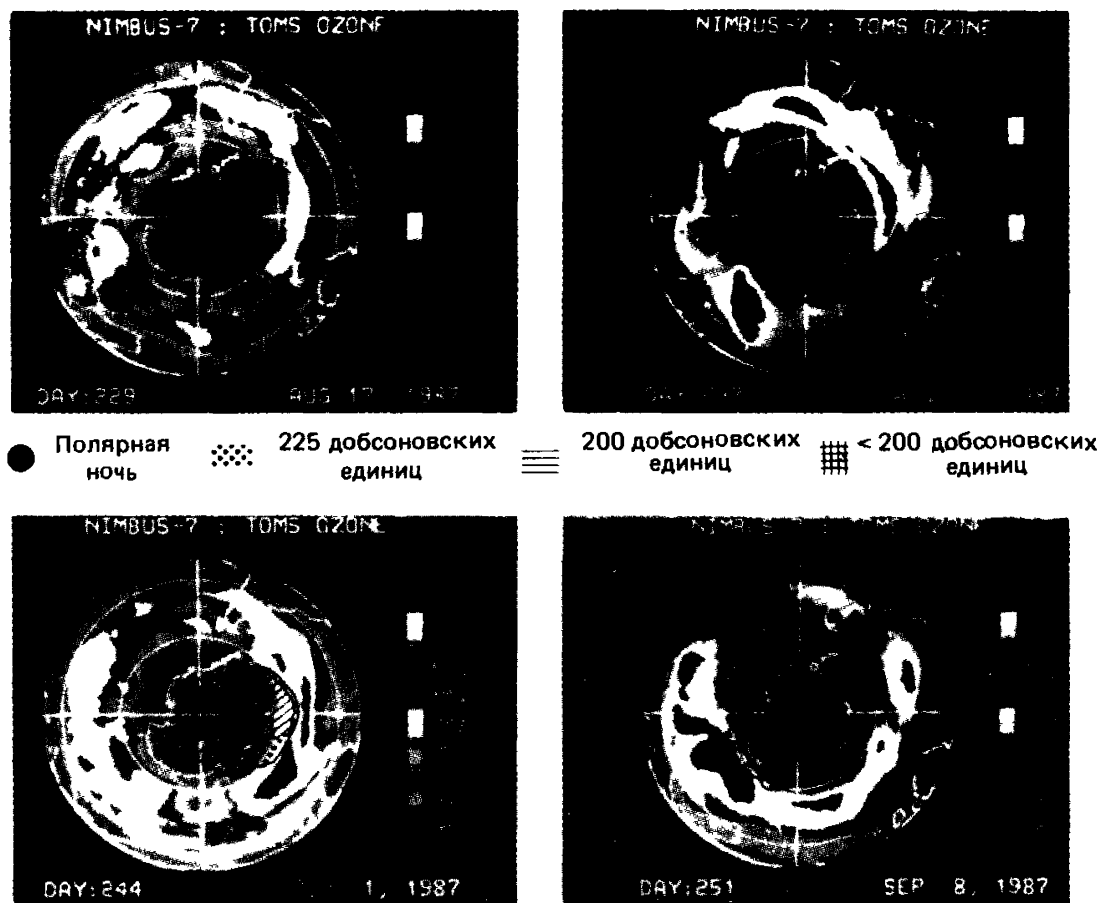 NIMBUS-7 : TOMS OZONE
NIMBUS-7 : TOMS OZONE
DAY:229 AUG 17, 1987
Полярная ночь
225 добсоновских единиц
200 добсоновских единиц
< 200 добсоновских единиц
NIMBUS-7 : TOMS OZONE
DAY:244 1, 1987
DAY:251 SEP 8, 1987